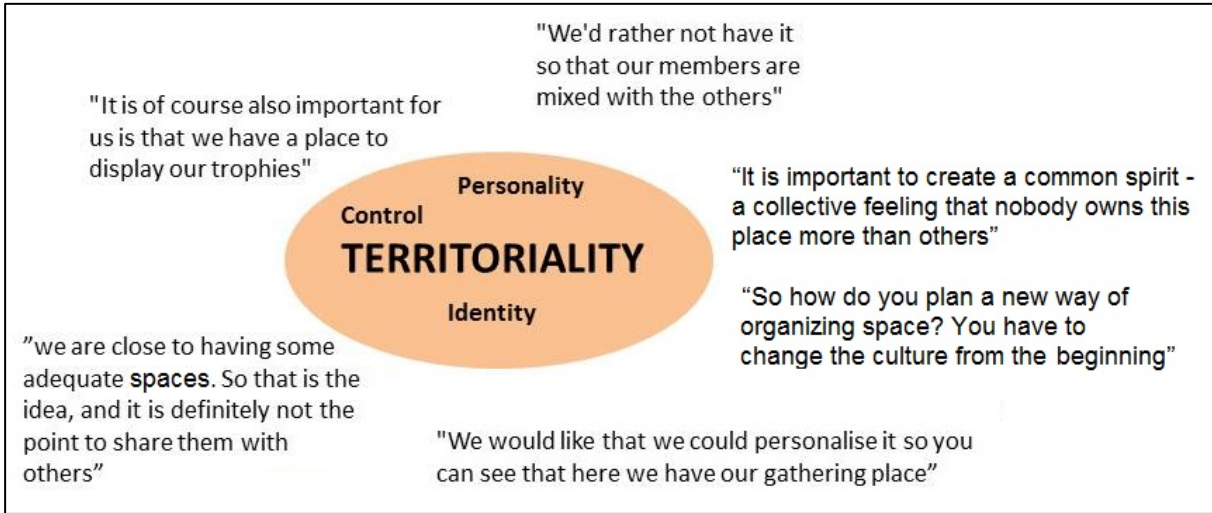 "We'd rather not have it
so that our members are
mixed with the others"
"It is of course also important for
us is that we have a place to
display our trophies"
Personality
Control
TERRITORIALITY
Identity
“It is important to create a common spirit -
a collective feeling that nobody owns this
place more than others”
“So how do you plan a new way of
organizing space? You have to
change the culture from the beginning”
”we are close to having some
adequate spaces. So that is the
idea, and it is definitely not the
point to share them with
others”
"We would like that we could personalise it so you
can see that here we have our gathering place”